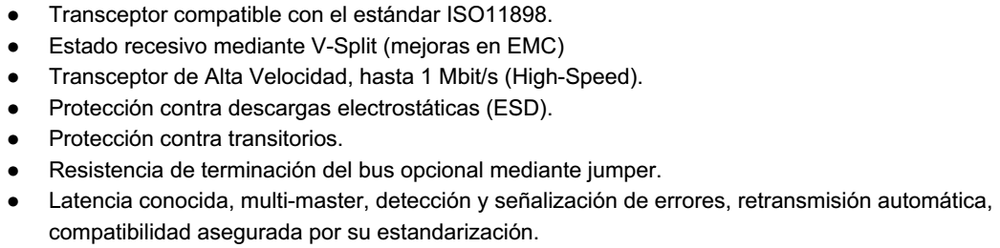 ● Transceptor compatible con el estándar ISO11898.
● Estado recesivo mediante V-Split (mejoras en EMC)
● Transceptor de Alta Velocidad, hasta 1 Mbit/s (High-Speed).
● Protección contra descargas electrostáticas (ESD).
● Protección contra transitorios.
● Resistencia de terminación del bus opcional mediante jumper.
● Latencia conocida, multi-master, detección y señalización de errores, retransmisión automática,
compatibilidad asegurada por su estandarización.